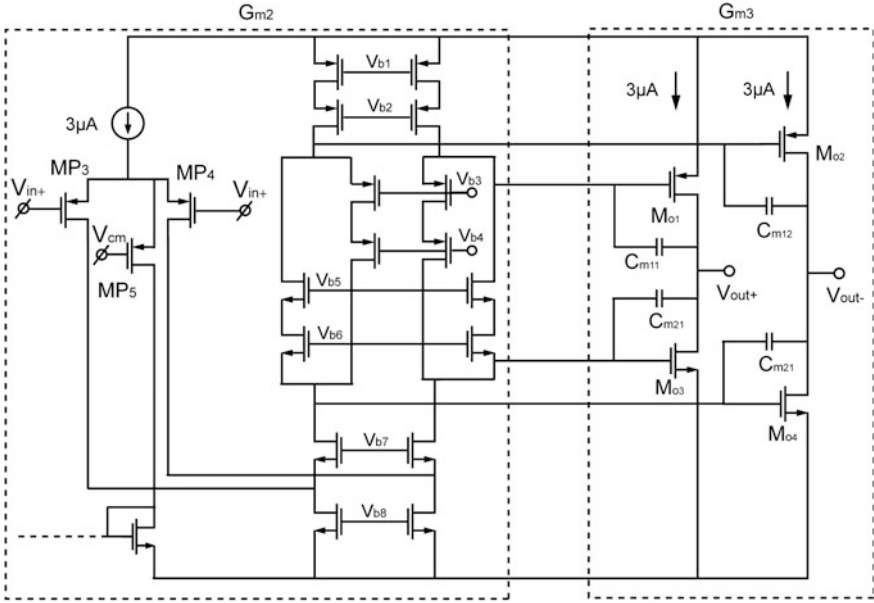 Gm2
Gm3
3μA
Vb1
Vb2
3μA
3μA
MP3
MP4
Vin+
Vin+
Vcm
MP5
Vb3
Vb4
Vb5
Vb6
Mo1
Mo2
Cm11
Cm12
Vout+
Vout-
Cm21
Cm21
Mo3
Mo4
Vb7
Vb8